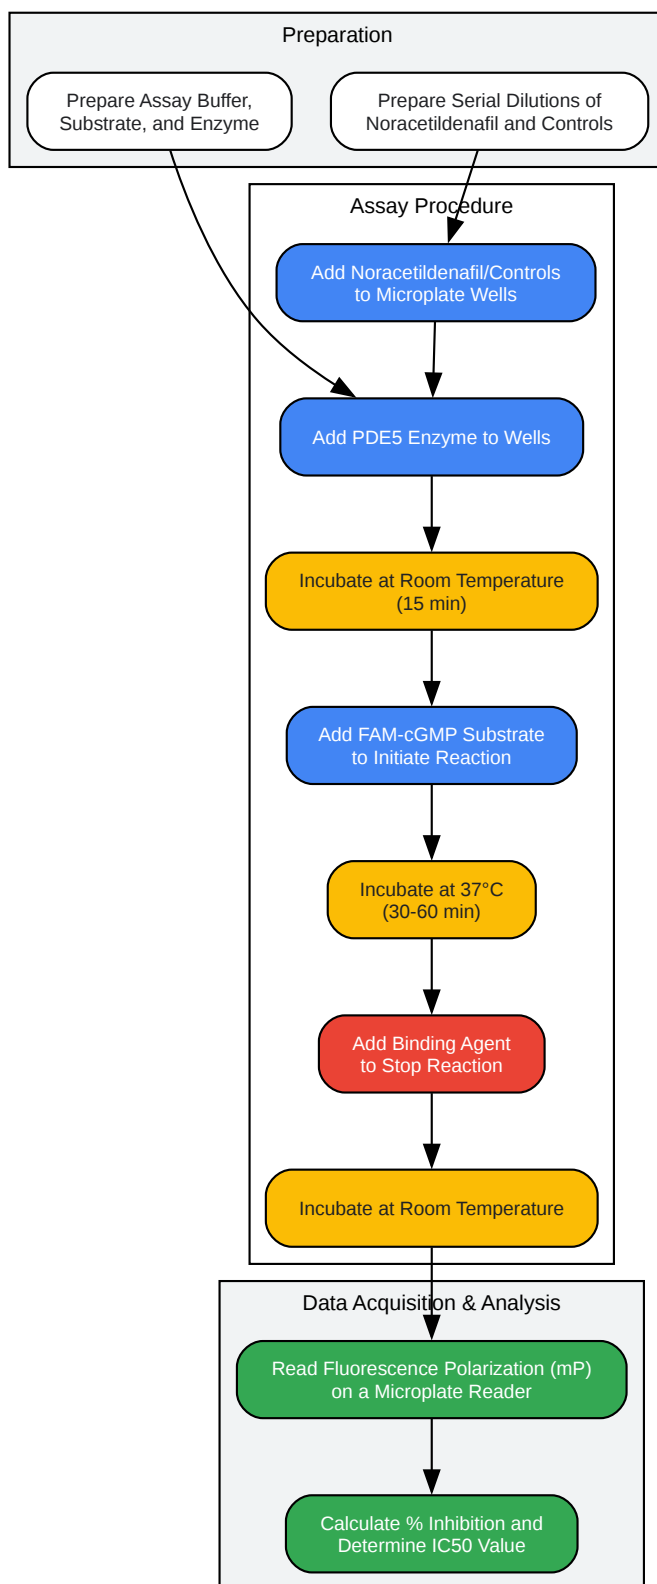 Preparation
Prepare Assay Buffer,
Substrate, and Enzyme
Prepare Serial Dilutions of
Noracetildenafil and Controls
Assay Procedure
Add Noracetildenafil/Controls
to Microplate Wells
Add PDE5 Enzyme to Wells
Incubate at Room Temperature
(15 min)
Add FAM-cGMP Substrate
to Initiate Reaction
Incubate at 37°C
(30-60 min)
Add Binding Agent
to Stop Reaction
Incubate at Room Temperature
Data Acquisition & Analysis
Read Fluorescence Polarization (mP)
on a Microplate Reader
Calculate % Inhibition and
Determine IC50 Value